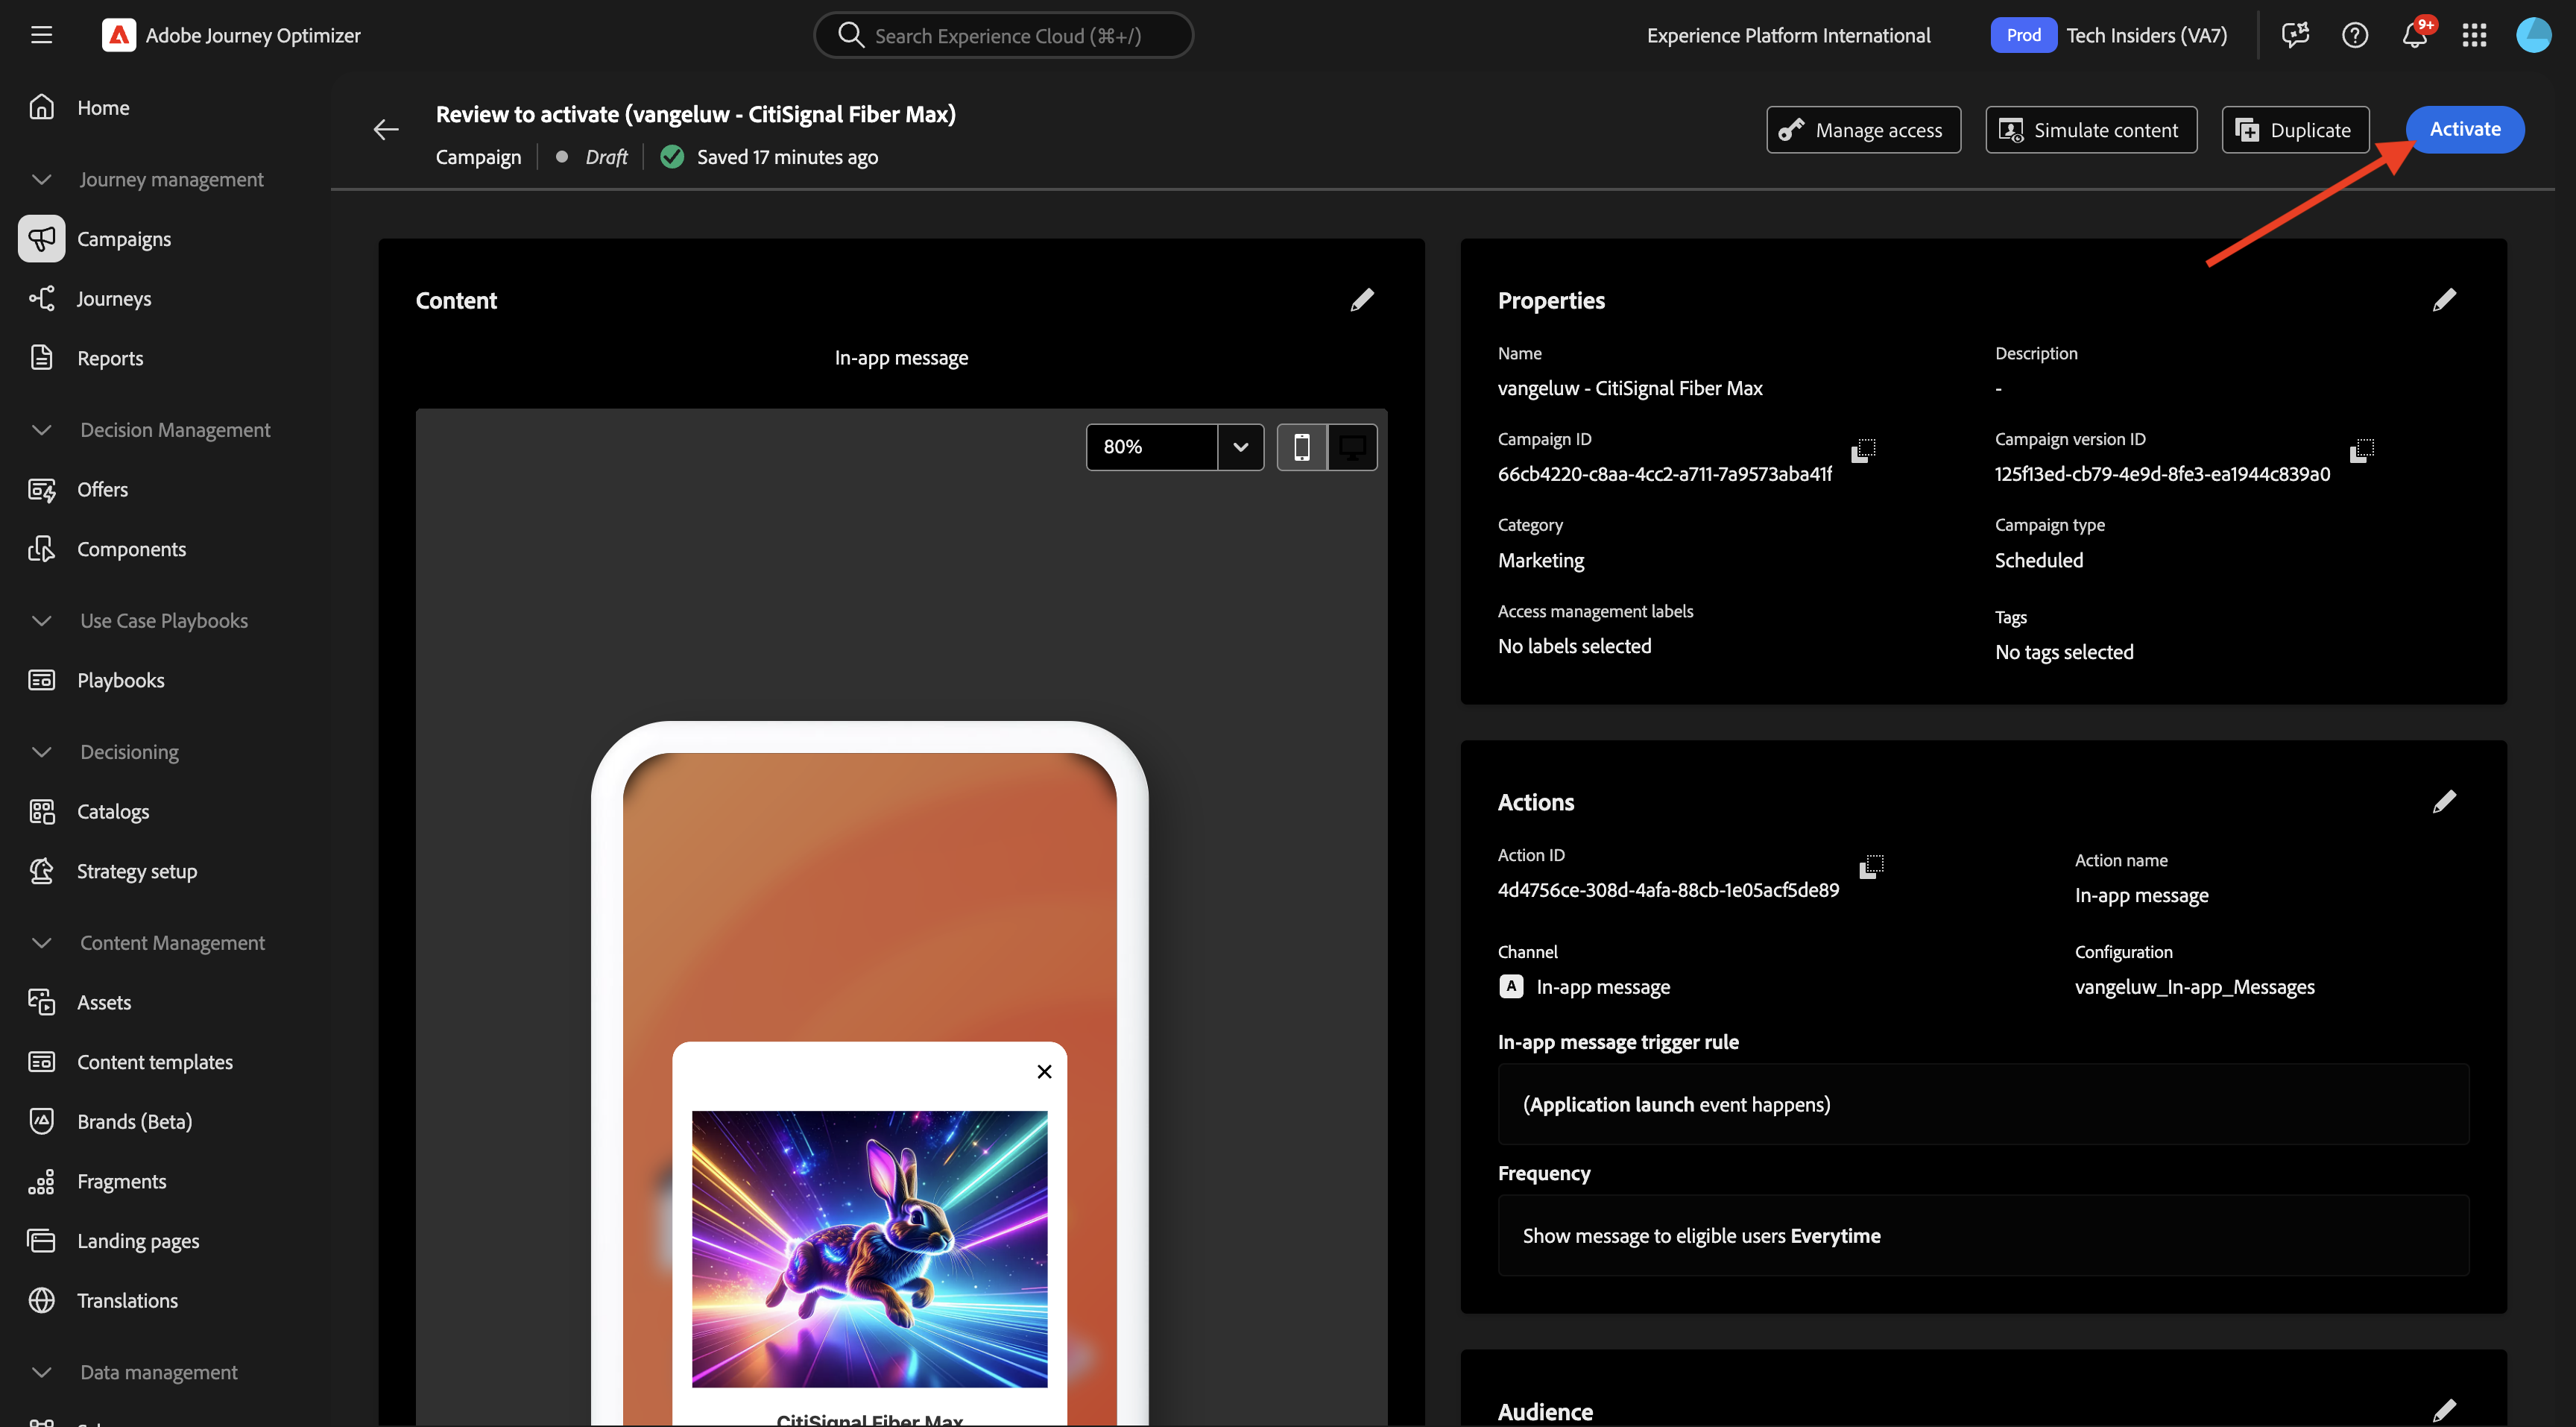 Adobe Journey Optimizer
Search Experience Cloud (⌘+/)
Experience Platform International
Prod
Tech Insiders (VA7)
9+
Home
Journey management
Campaigns
Journeys
Reports
Decision Management
Offers
Components
Use Case Playbooks
Playbooks
Decisioning
Catalogs
Strategy setup
Content Management
Assets
Content templates
Brands (Beta)
Fragments
Landing pages
Translations
Data management
Review to activate (vangeluw - CitiSignal Fiber Max)
Campaign
Draft
Saved 17 minutes ago
Manage access
Simulate content
Duplicate
Activate
Content
In-app message
80%
CitiSignal Fiber Max
Properties
Name
vangeluw - CitiSignal Fiber Max
Description
-
Campaign ID
66cb4220-c8aa-4cc2-a711-7a9573aba41f
Campaign version ID
125f13ed-cb79-4e9d-8fe3-ea1944c839a0
Category
Marketing
Campaign type
Scheduled
Access management labels
No labels selected
Tags
No tags selected
Actions
Action ID
4d4756ce-308d-4afa-88cb-1e05acf5de89
Action name
In-app message
Channel
A In-app message
Configuration
vangeluw_In-app_Messages
In-app message trigger rule
(Application launch event happens)
Frequency
Show message to eligible users Everytime
Audience